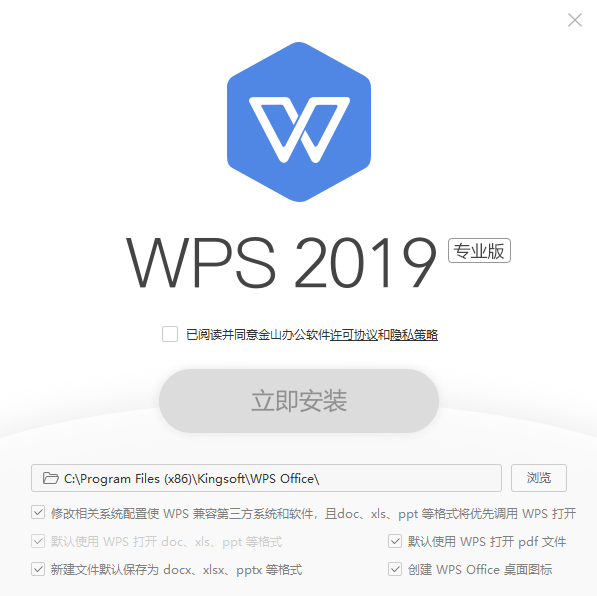 WPS 2019 专业版
已阅读并同意金山办公软件许可协议和隐私策略
立即安装
C:\Program Files (x86)\Kingsoft\WPS Office\ 浏览
修改相关系统配置使 WPS 兼容第三方系统和软件，且doc、xls、ppt 等格式将优先调用 WPS 打开
默认使用 WPS 打开 doc、xls、ppt 等格式 默认使用 WPS 打开 pdf 文件
新建文件默认保存为 docx、xlsx、pptx 等格式 创建 WPS Office 桌面图标